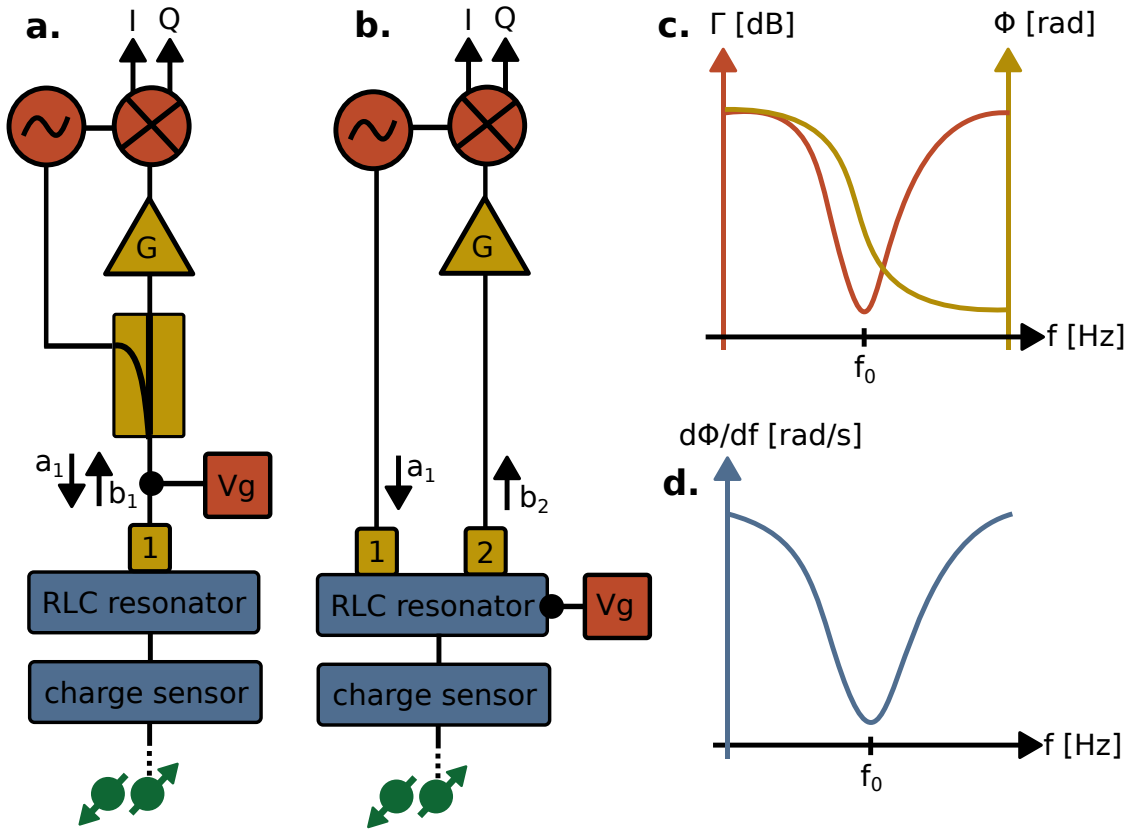 a.
I Q
G
a₁
b₁
Vg
1
RLC resonator
charge sensor
b.
I Q
G
a₁
b₂
1
2
RLC resonator
Vg
charge sensor
c.
Γ [dB]
Φ [rad]
f [Hz]
f₀
dΦ/df [rad/s]
d.
f [Hz]
f₀